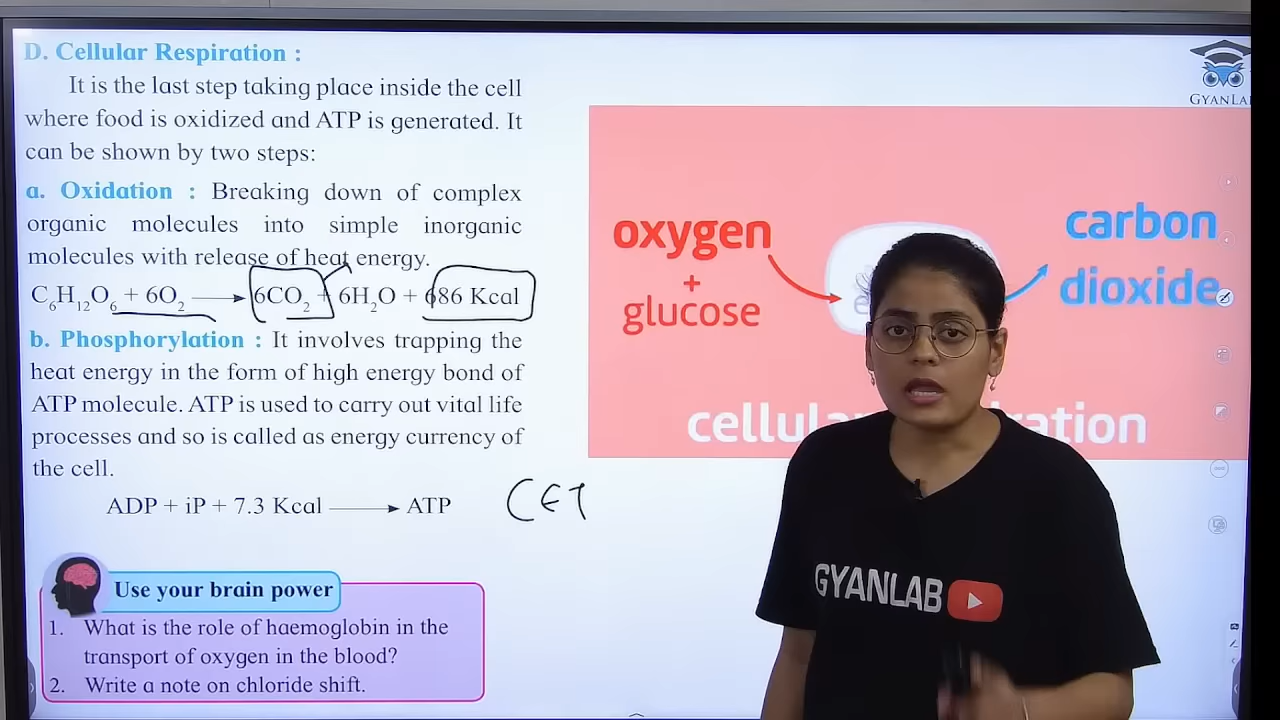 D. Cellular Respiration :
It is the last step taking place inside the cell
where food is oxidized and ATP is generated. It
can be shown by two steps:
a. Oxidation : Breaking down of complex
organic molecules into simple inorganic
molecules with release of heat energy.
C₆H₁₂O₆ + 6O₂ ⟶ 6CO₂ + 6H₂O + 686 Kcal
b. Phosphorylation : It involves trapping the
heat energy in the form of high energy bond of
ATP molecule. ATP is used to carry out vital life
processes and so is called as energy currency of
the cell.
ADP + iP + 7.3 Kcal ⟶ ATP
CET
Use your brain power
1. What is the role of haemoglobin in the
transport of oxygen in the blood?
2. Write a note on chloride shift.
oxygen
+
glucose
carbon
dioxide
GYANLAB